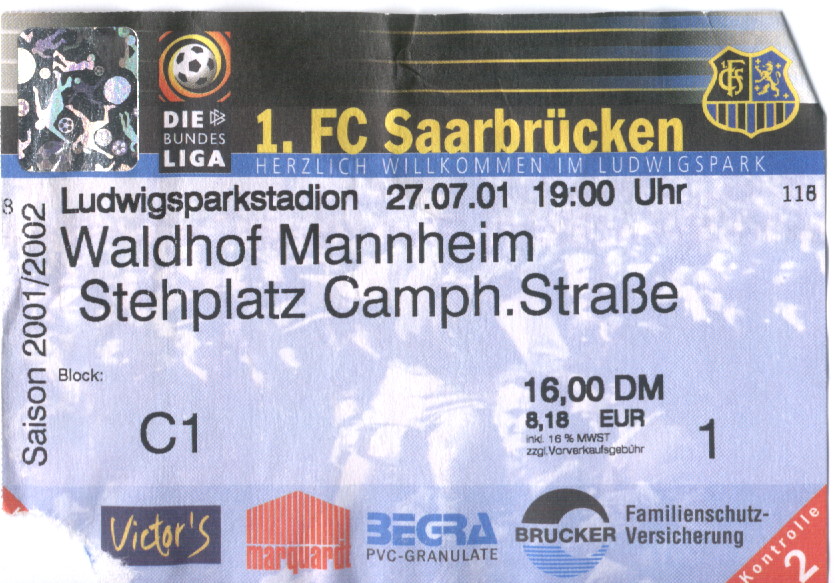 DIE
BUNDES
LIGA
1. FC Saarbrücken
HERZLICH WILLKOMMEN IM LUDWIGSPARK
8
Ludwigsparkstadion 27.07.01 19:00 Uhr
118
Saison 2001/2002
Waldhof Mannheim
Stehplatz Camph.Straße
Block:
C1
16,00 DM
8,18 EUR
inkl. 16 % MWST
zzgl.Vorverkaufsgebühr
1
Victor's
marquardt
BEGRA
PVC-GRANULATE
BRUCKER
Familienschutz-
Versicherung
Kontrolle
2